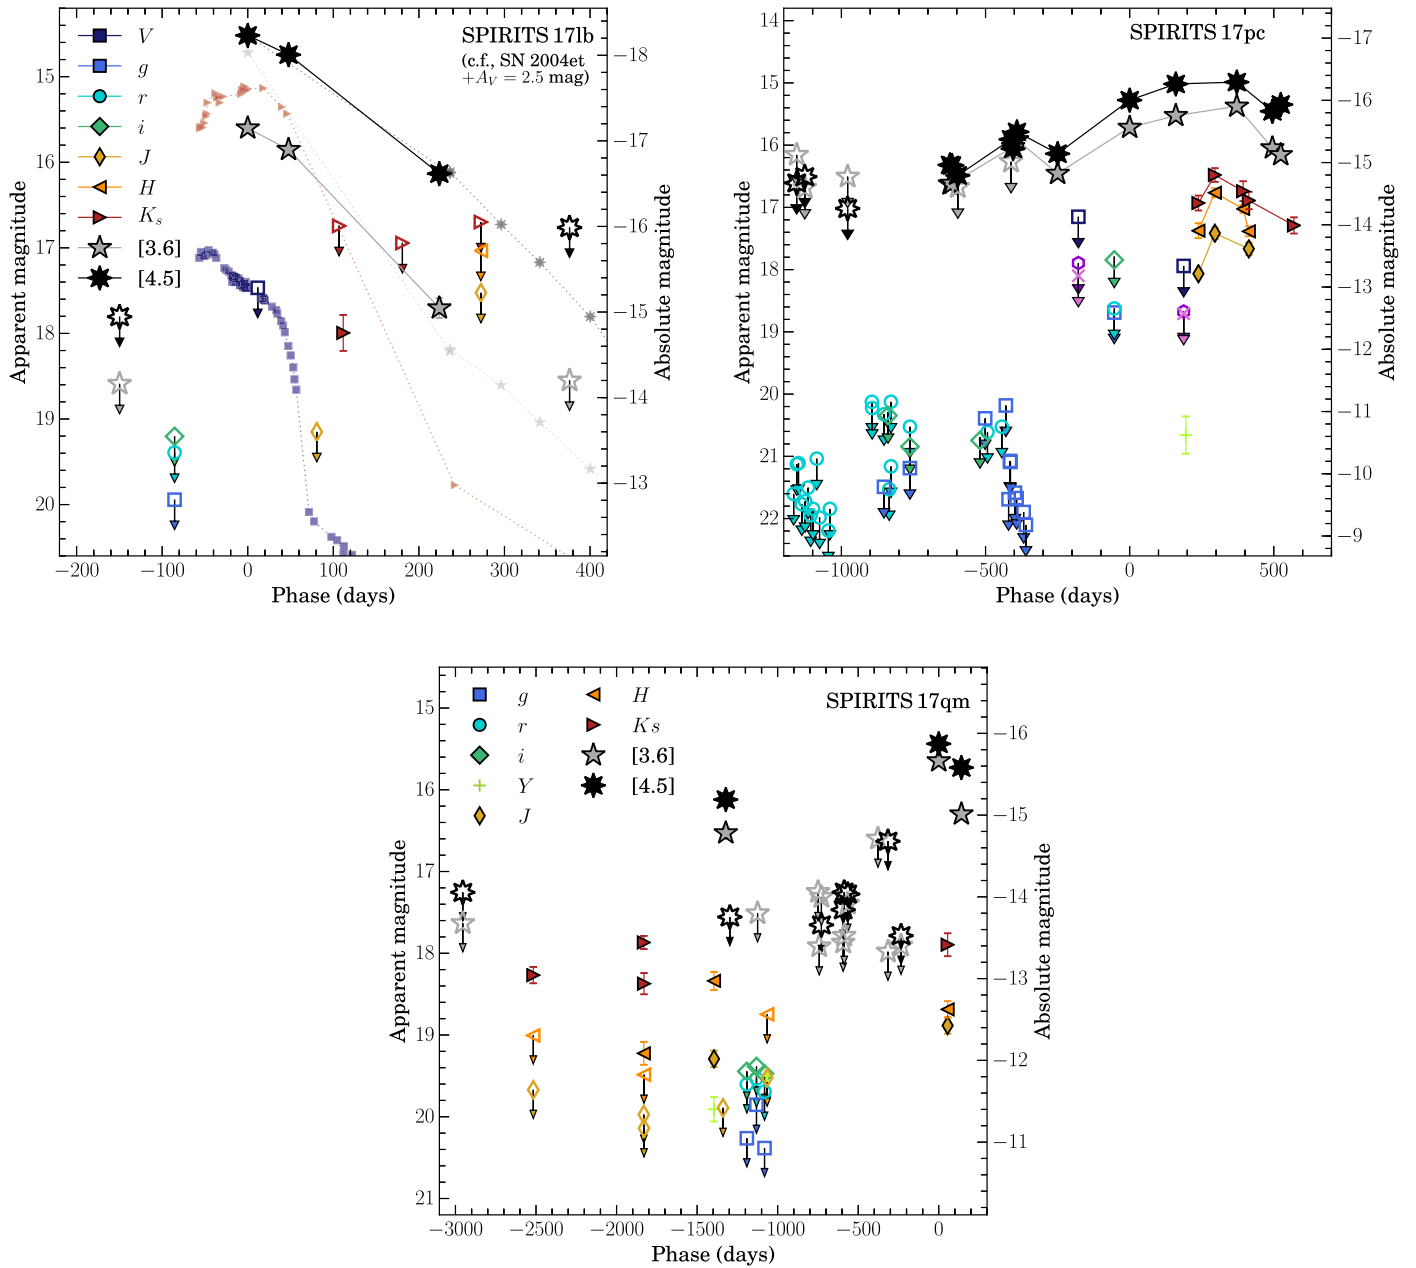 SPIRITS 17lb
(c.f., SN 2004et
+A_V = 2.5 mag)
V
g
r
i
J
H
K_s
[3.6]
[4.5]
15
16
17
18
19
20
−18
−17
−16
−15
−14
−13
−200 −100 0 100 200 300 400
Phase (days)
Apparent magnitude
Absolute magnitude
SPIRITS 17pc
14
15
16
17
18
19
20
21
22
−17
−16
−15
−14
−13
−12
−11
−10
−9
−1000 −500 0 500
Phase (days)
Apparent magnitude
Absolute magnitude
SPIRITS 17qm
g
r
i
Y
J
H
Ks
[3.6]
[4.5]
15
16
17
18
19
20
21
−16
−15
−14
−13
−12
−11
−3000 −2500 −2000 −1500 −1000 −500 0
Phase (days)
Apparent magnitude
Absolute magnitude